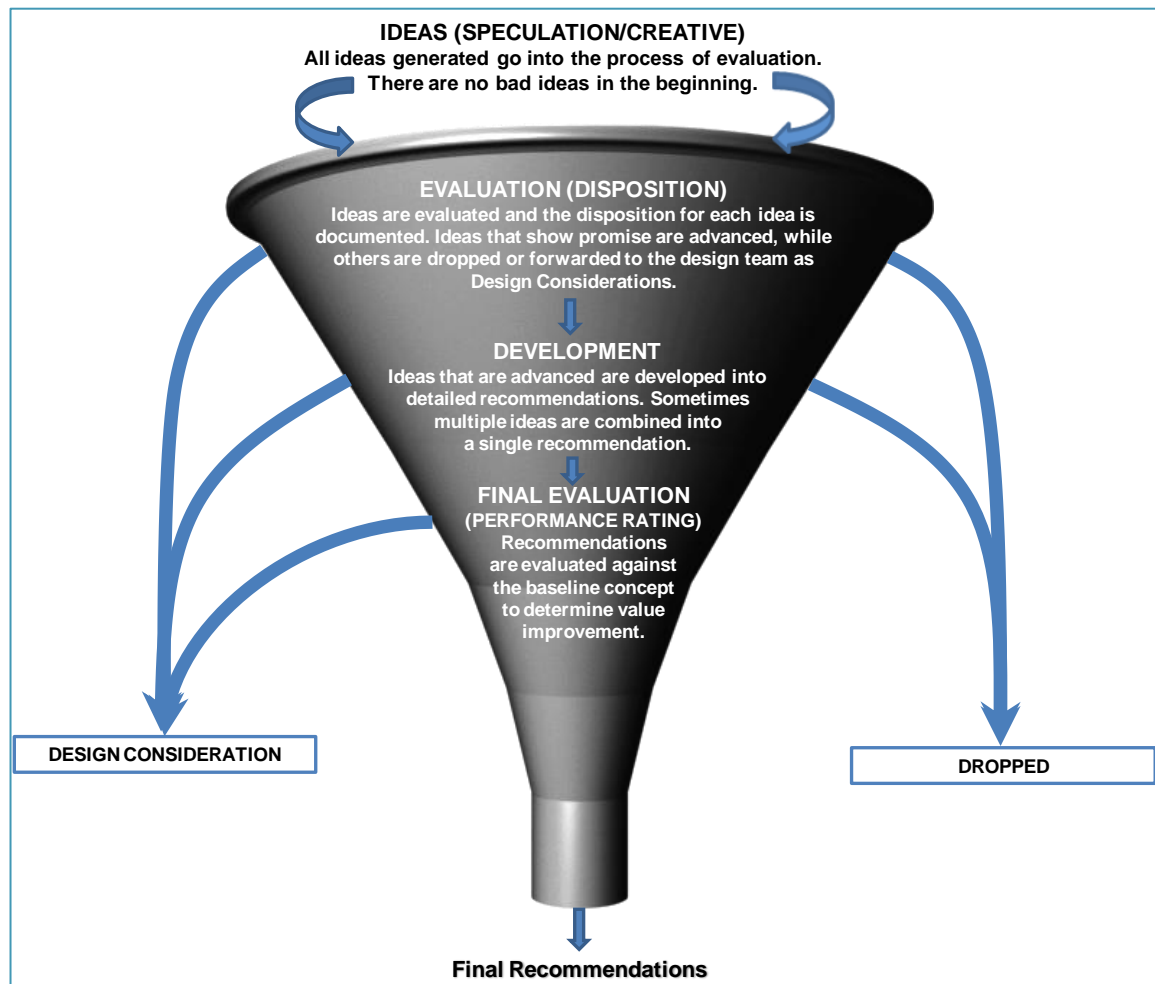 IDEAS (SPECULATION/CREATIVE)
All ideas generated go into the process of evaluation.
There are no bad ideas in the beginning.
EVALUATION (DISPOSITION)
Ideas are evaluated and the disposition for each idea is
documented. Ideas that show promise are advanced, while
others are dropped or forwarded to the design team as
Design Considerations.
DEVELOPMENT
Ideas that are advanced are developed into
detailed recommendations. Sometimes
multiple ideas are combined into
a single recommendation.
FINAL EVALUATION
(PERFORMANCE RATING)
Recommendations
are evaluated against
the baseline concept
to determine value
improvement.
DESIGN CONSIDERATION
DROPPED
Final Recommendations